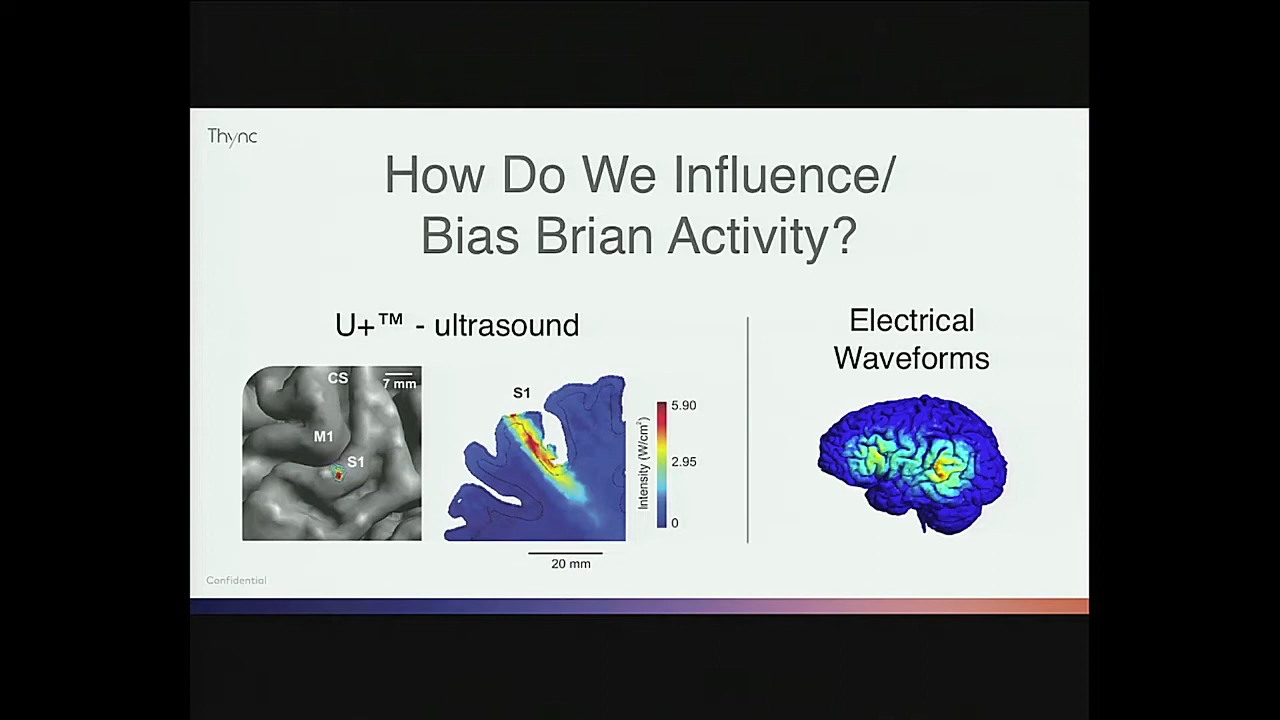 Thync
How Do We Influence/
Bias Brian Activity?
U+™ - ultrasound
CS
7 mm
M1
S1
S1
Intensity (W/cm²)
5.90
2.95
0
20 mm
Electrical
Waveforms
Confidential